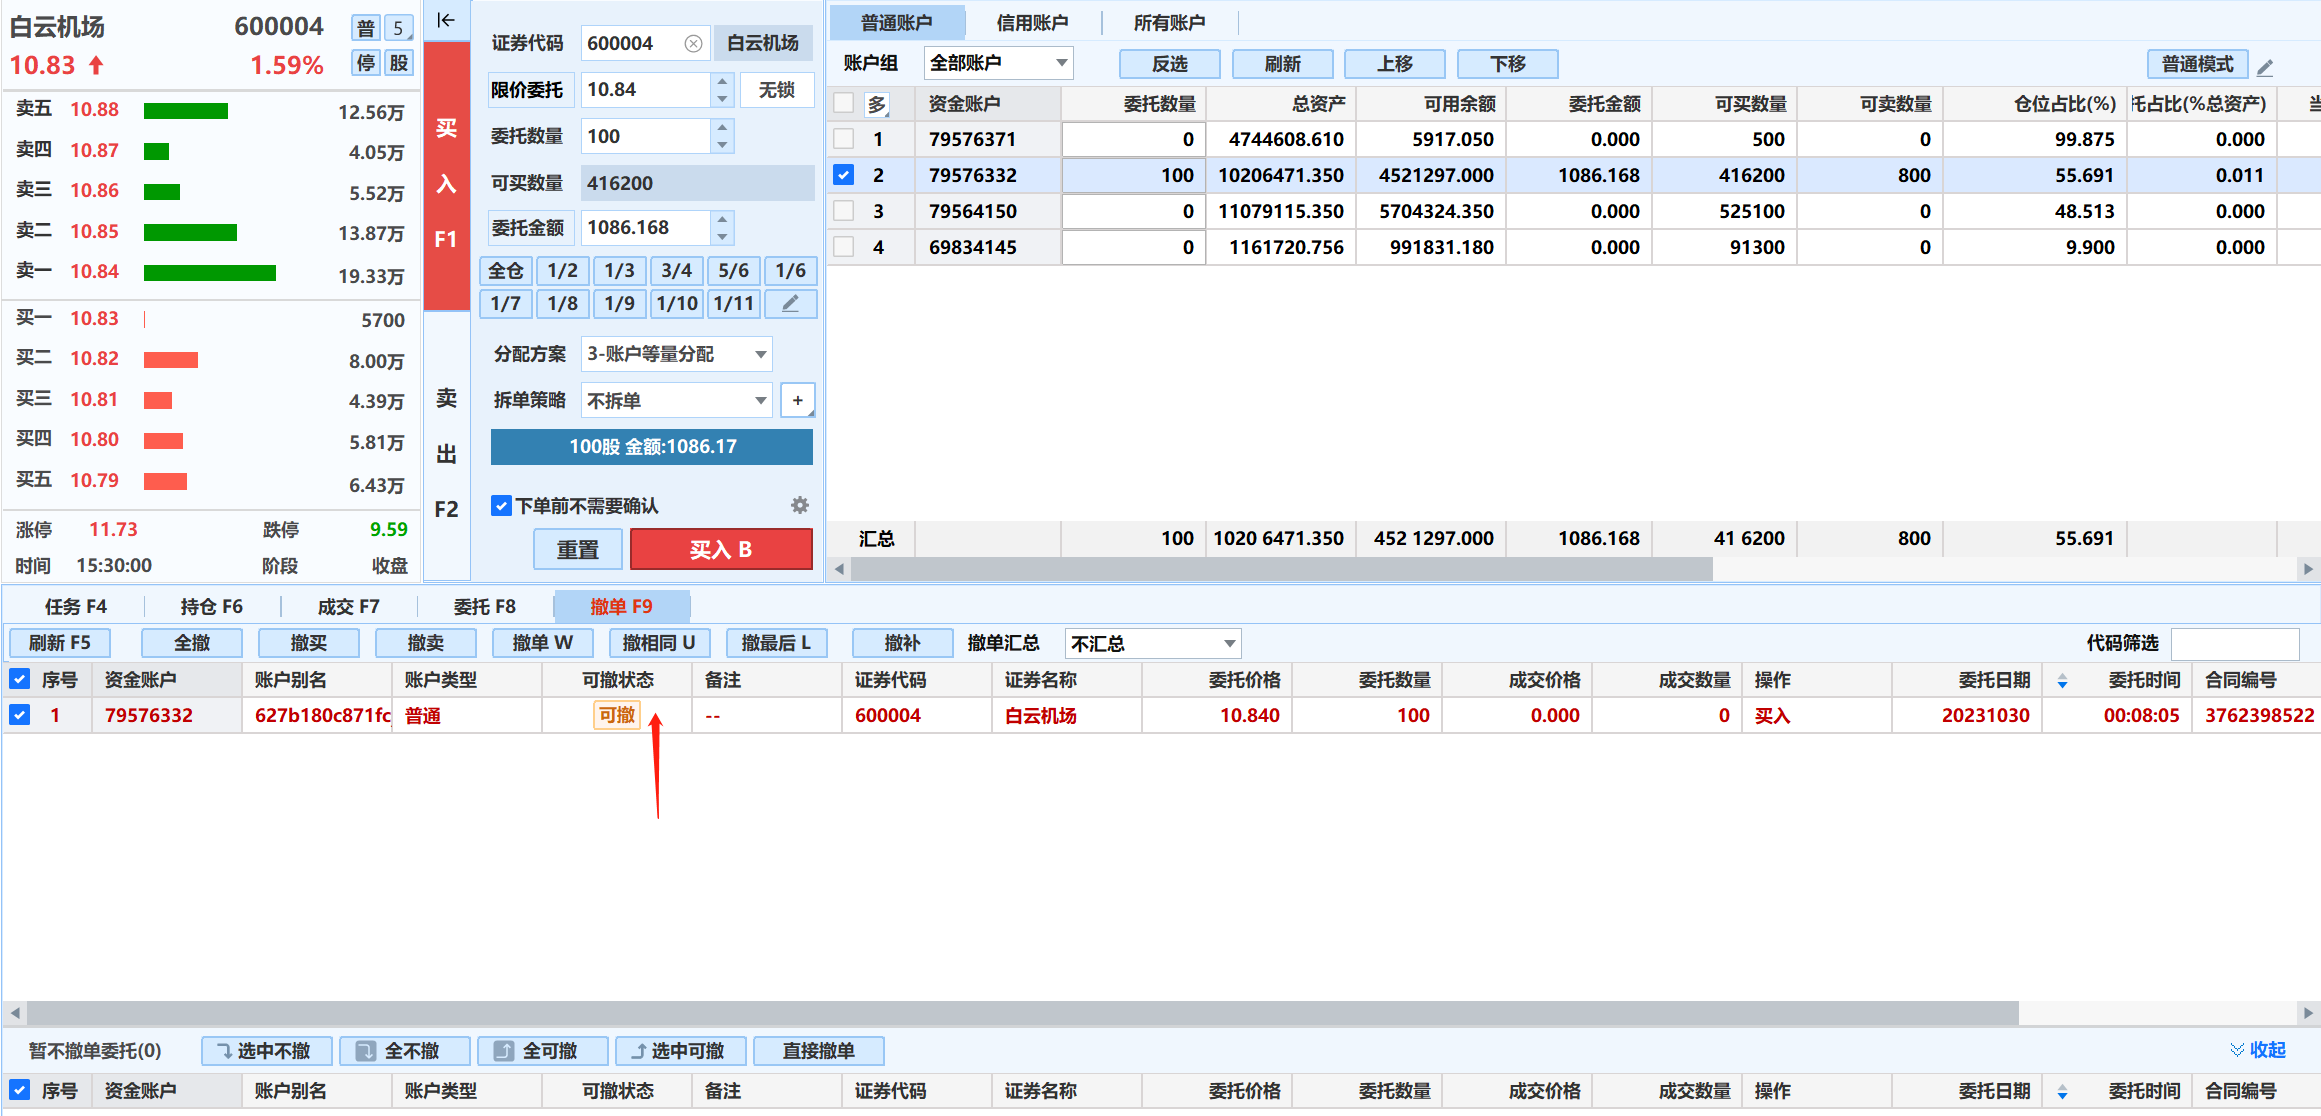 白云机场 600004 普 5
10.83 1.59% 停 股
卖五 10.88 12.56万
卖四 10.87 4.05万
卖三 10.86 5.52万
卖二 10.85 13.87万
卖一 10.84 19.33万
买一 10.83 5700
买二 10.82 8.00万
买三 10.81 4.39万
买四 10.80 5.81万
买五 10.79 6.43万
涨停 11.73 跌停 9.59
时间 15:30:00 阶段 收盘
买
入
F1
卖
出
F2
证券代码 600004 白云机场
限价委托 10.84 无锁
委托数量 100
可买数量 416200
委托金额 1086.168
全仓 1/2 1/3 3/4 5/6 1/6
1/7 1/8 1/9 1/10 1/11
分配方案 3-账户等量分配
拆单策略 不拆单 +
100股 金额:1086.17
下单前不需要确认
重置 买入 B
普通账户 信用账户 所有账户
账户组 全部账户 反选 刷新 上移 下移 普通模式
多 资金账户 委托数量 总资产 可用余额 委托金额 可买数量 可卖数量 仓位占比(%) 托占比(%总资产)
1 79576371 0 4744608.610 5917.050 0.000 500 0 99.875 0.000
2 79576332 100 10206471.350 4521297.000 1086.168 416200 800 55.691 0.011
3 79564150 0 11079115.350 5704324.350 0.000 525100 0 48.513 0.000
4 69834145 0 1161720.756 991831.180 0.000 91300 0 9.900 0.000
汇总 100 1020 6471.350 452 1297.000 1086.168 41 6200 800 55.691
任务 F4 持仓 F6 成交 F7 委托 F8 撤单 F9
刷新 F5 全撤 撤买 撤卖 撤单 W 撤相同 U 撤最后 L 撤补 撤单汇总 不汇总 代码筛选
序号 资金账户 账户别名 账户类型 可撤状态 备注 证券代码 证券名称 委托价格 委托数量 成交价格 成交数量 操作 委托日期 委托时间 合同编号
1 79576332 627b180c871fc 普通 可撤 -- 600004 白云机场 10.840 100 0.000 0 买入 20231030 00:08:05 3762398522
暂不撤单委托(0) 选中不撤 全不撤 全可撤 选中可撤 直接撤单 收起
序号 资金账户 账户别名 账户类型 可撤状态 备注 证券代码 证券名称 委托价格 委托数量 成交价格 成交数量 操作 委托日期 委托时间 合同编号